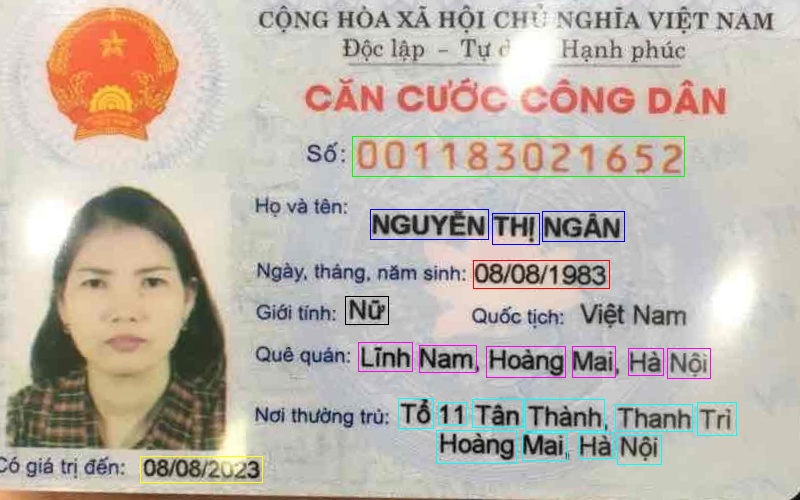 CỘNG HÒA XÃ HỘI CHỦ NGHĨA VIỆT NAM
Độc lập - Tự Hạnh phúc
CĂN CƯỚC CÔNG DÂN
Số: 001183021652
Họ và tên: NGUYỄN THỊ NGÂN
Ngày, tháng, năm sinh: 08/08/1983
Giới tính: Nữ Quốc tịch: Việt Nam
Quê quán: Lĩnh Nam, Hoàng Mai, Hà Nội
Nơi thường trú: Tổ 11 Tân Thành, Thanh Trì
Hoàng Mai, Hà Nội
Có giá trị đến: 08/08/2023